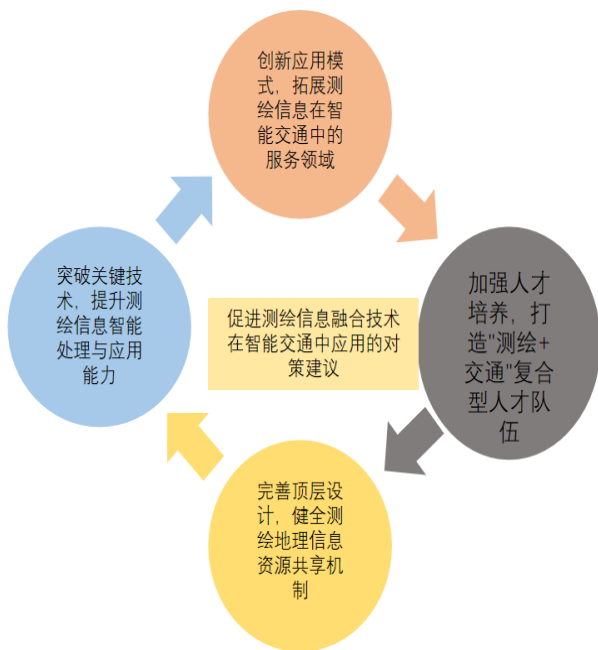 创新应用模
式，拓展测
绘信息在智
能交通中的
服务领域
突破关键技
术，提升测
绘信息智能
处理与应用
能力
促进测绘信息融合技术
在智能交通中应用的对
策建议
加强人才
培养，打
造"测绘+
交通"复合
型人才队
伍
完善顶层设
计，健全测
绘地理信息
资源共享机
制